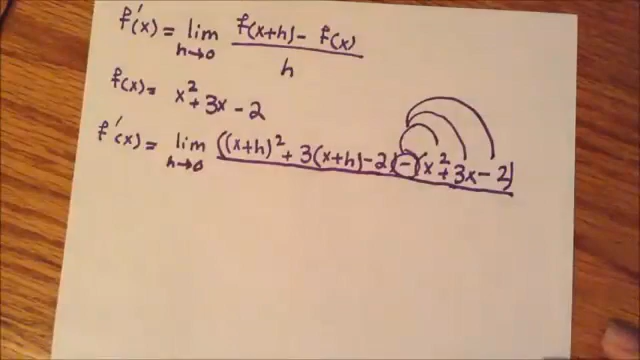 f'(x) = lim h→0 f(x+h) - f(x) / h
f(x) = x² + 3x - 2
f'(x) = lim h→0 ((x+h)² + 3(x+h) - 2) - (x² + 3x - 2)